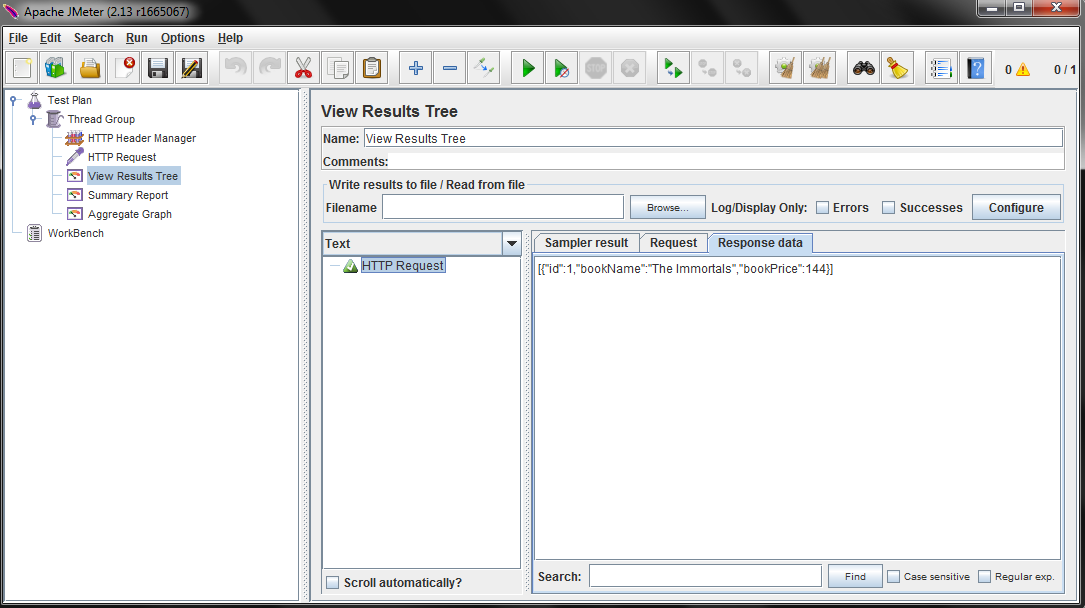 Apache JMeter (2.13 r1665067)
File Edit Search Run Options Help
STOP
?
0
0 / 1
Test Plan
Thread Group
HTTP Header Manager
HTTP Request
View Results Tree
Summary Report
Aggregate Graph
WorkBench
View Results Tree
Name: View Results Tree
Comments:
Write results to file / Read from file
Filename Browse... Log/Display Only: Errors Successes Configure
Text
HTTP Request
Scroll automatically?
Sampler result Request Response data
[{"id":1,"bookName":"The Immortals","bookPrice":144}]
Search: Find Case sensitive Regular exp.